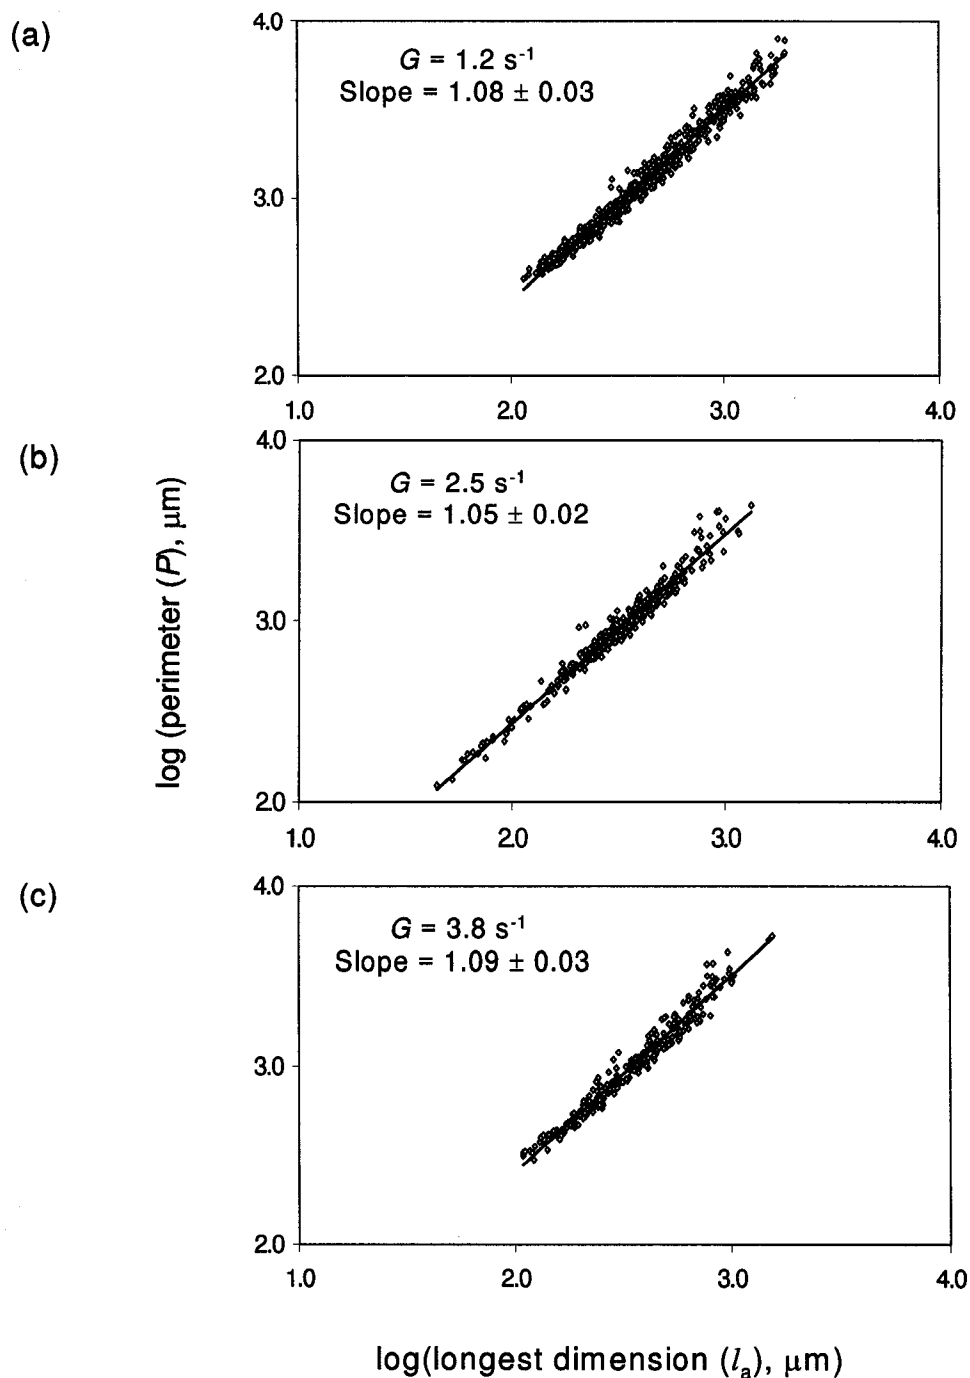 (a)
4.0
G = 1.2 s⁻¹
Slope = 1.08 ± 0.03
3.0
2.0
1.0 2.0 3.0 4.0
(b)
4.0
G = 2.5 s⁻¹
Slope = 1.05 ± 0.02
log (perimeter (P), μm)
3.0
2.0
1.0 2.0 3.0 4.0
(c)
4.0
G = 3.8 s⁻¹
Slope = 1.09 ± 0.03
3.0
2.0
1.0 2.0 3.0 4.0
log(longest dimension (lₐ), μm)